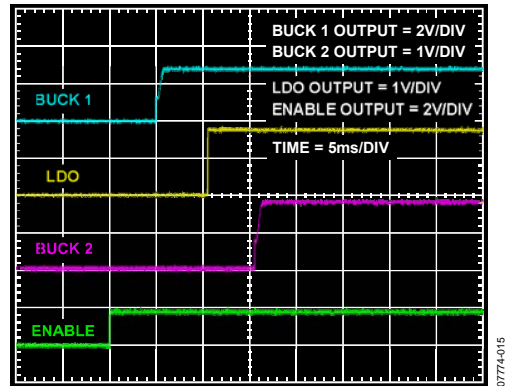 BUCK 1 OUTPUT = 2V/DIV
BUCK 2 OUTPUT = 1V/DIV
LDO OUTPUT = 1V/DIV
ENABLE OUTPUT = 2V/DIV
TIME = 5ms/DIV
BUCK 1
LDO
BUCK 2
ENABLE
07774-015